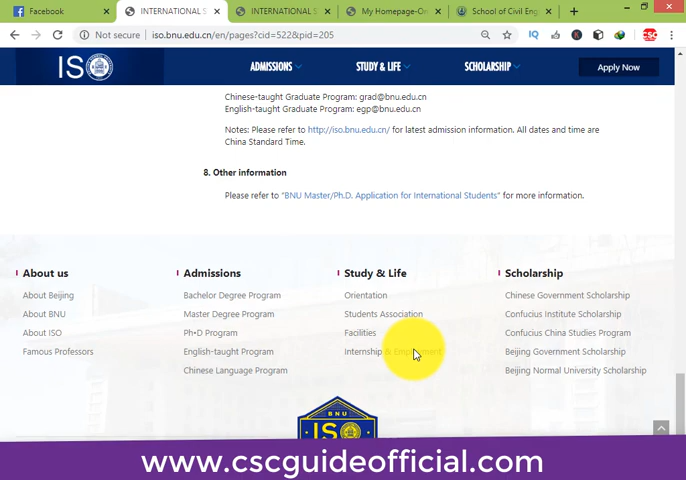 Facebook
INTERNATIONAL S
INTERNATIONAL S
My Homepage-On
School of Civil Eng
Not secure
iso.bnu.edu.cn/en/pages?cid=522&pid=205
IQ
CSC
ISO
ADMISSIONS
STUDY & LIFE
SCHOLARSHIP
Apply Now
Chinese-taught Graduate Program: grad@bnu.edu.cn
English-taught Graduate Program: egp@bnu.edu.cn
Notes: Please refer to http://iso.bnu.edu.cn/ for latest admission information. All dates and time are
China Standard Time.
8. Other information
Please refer to "BNU Master/Ph.D. Application for International Students" for more information.
About us
Admissions
Study & Life
Scholarship
About Beijing
Bachelor Degree Program
Orientation
Chinese Government Scholarship
About BNU
Master Degree Program
Students Association
Confucius Institute Scholarship
About ISO
Ph•D Program
Facilities
Confucius China Studies Program
Famous Professors
English-taught Program
Internship & Employment
Beijing Government Scholarship
Chinese Language Program
Beijing Normal University Scholarship
BNU
ISO
www.cscguideofficial.com